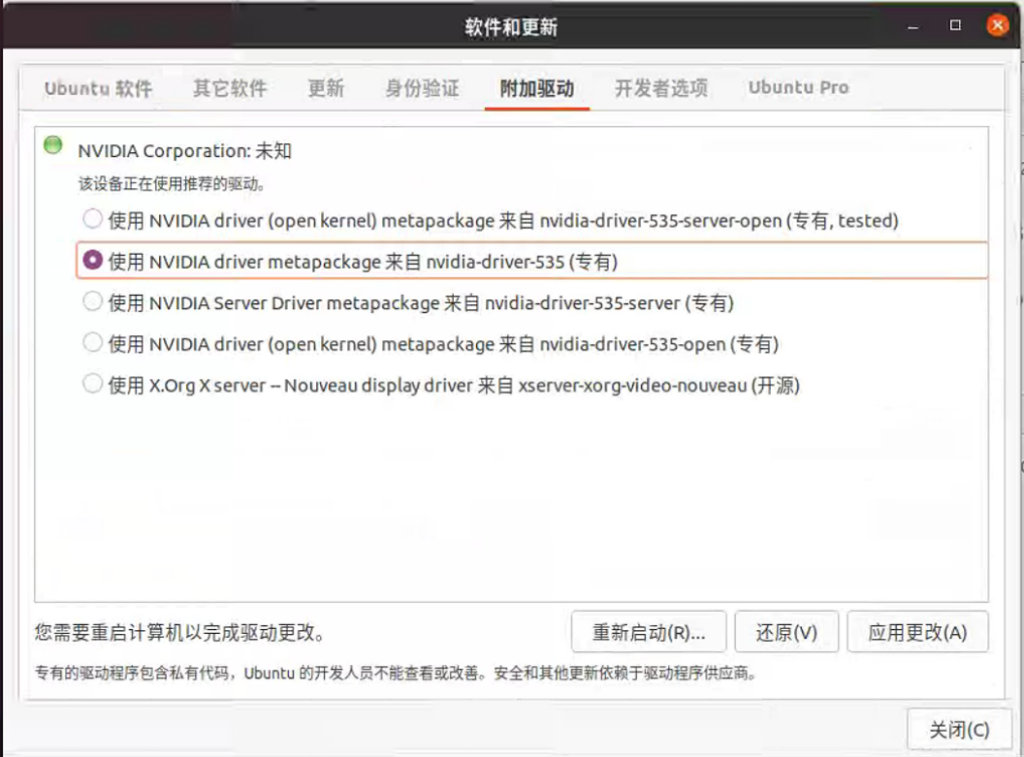 软件和更新
Ubuntu 软件 其它软件 更新 身份验证 附加驱动 开发者选项 Ubuntu Pro
NVIDIA Corporation: 未知
该设备正在使用推荐的驱动。
使用 NVIDIA driver (open kernel) metapackage 来自 nvidia-driver-535-server-open (专有, tested)
使用 NVIDIA driver metapackage 来自 nvidia-driver-535 (专有)
使用 NVIDIA Server Driver metapackage 来自 nvidia-driver-535-server (专有)
使用 NVIDIA driver (open kernel) metapackage 来自 nvidia-driver-535-open (专有)
使用 X.Org X server -- Nouveau display driver 来自 xserver-xorg-video-nouveau (开源)
您需要重启计算机以完成驱动更改。 重新启动(R)... 还原(V) 应用更改(A)
专有的驱动程序包含私有代码，Ubuntu 的开发人员不能查看或改善。安全和其他更新依赖于驱动程序供应商。
关闭(C)